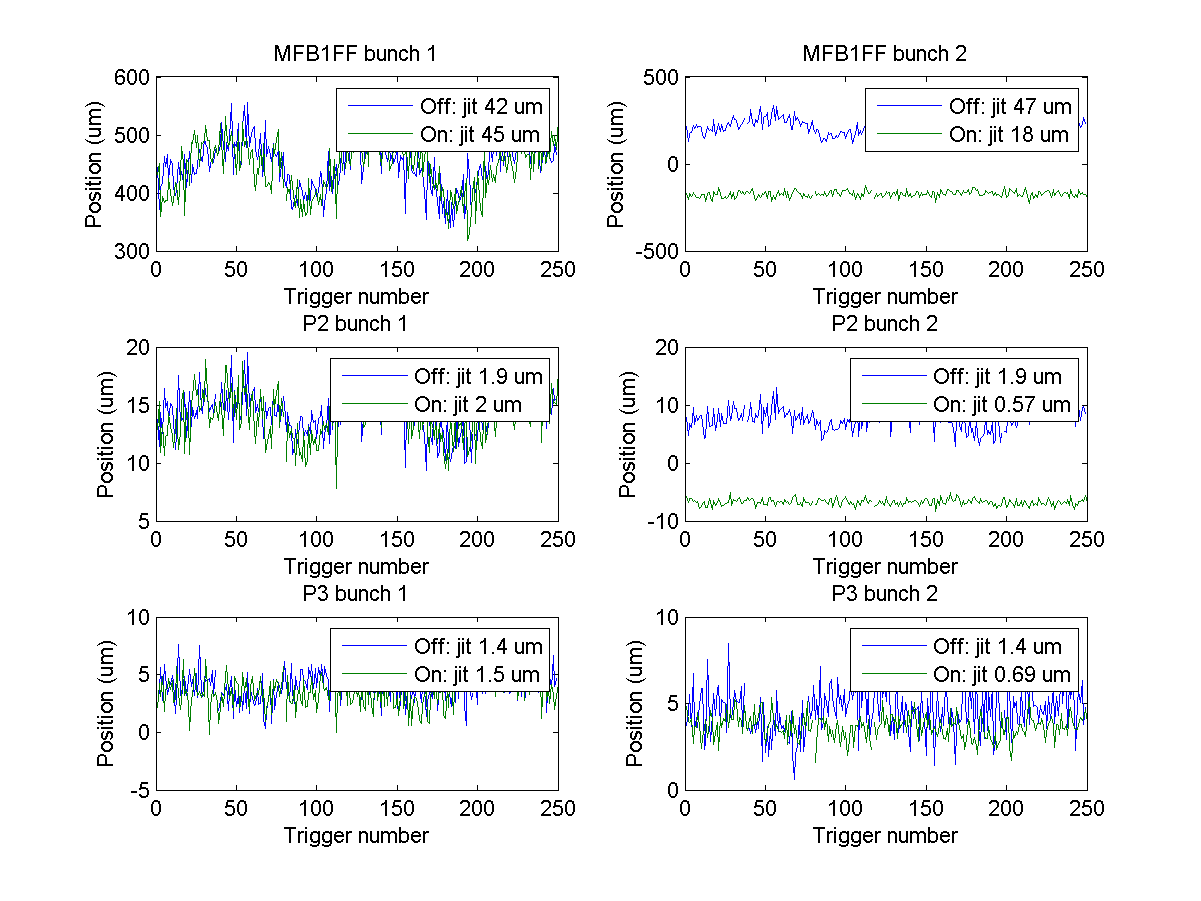 MFB1FF bunch 1
600
500
400
300
Position (um)
Off: jit 42 um
On: jit 45 um
0 50 100 150 200 250
Trigger number
MFB1FF bunch 2
500
0
-500
Position (um)
Off: jit 47 um
On: jit 18 um
0 50 100 150 200 250
Trigger number
P2 bunch 1
20
15
10
5
Position (um)
Off: jit 1.9 um
On: jit 2 um
0 50 100 150 200 250
Trigger number
P2 bunch 2
20
10
0
-10
Position (um)
Off: jit 1.9 um
On: jit 0.57 um
0 50 100 150 200 250
Trigger number
P3 bunch 1
10
5
0
-5
Position (um)
Off: jit 1.4 um
On: jit 1.5 um
0 50 100 150 200 250
Trigger number
P3 bunch 2
10
5
0
Position (um)
Off: jit 1.4 um
On: jit 0.69 um
0 50 100 150 200 250
Trigger number